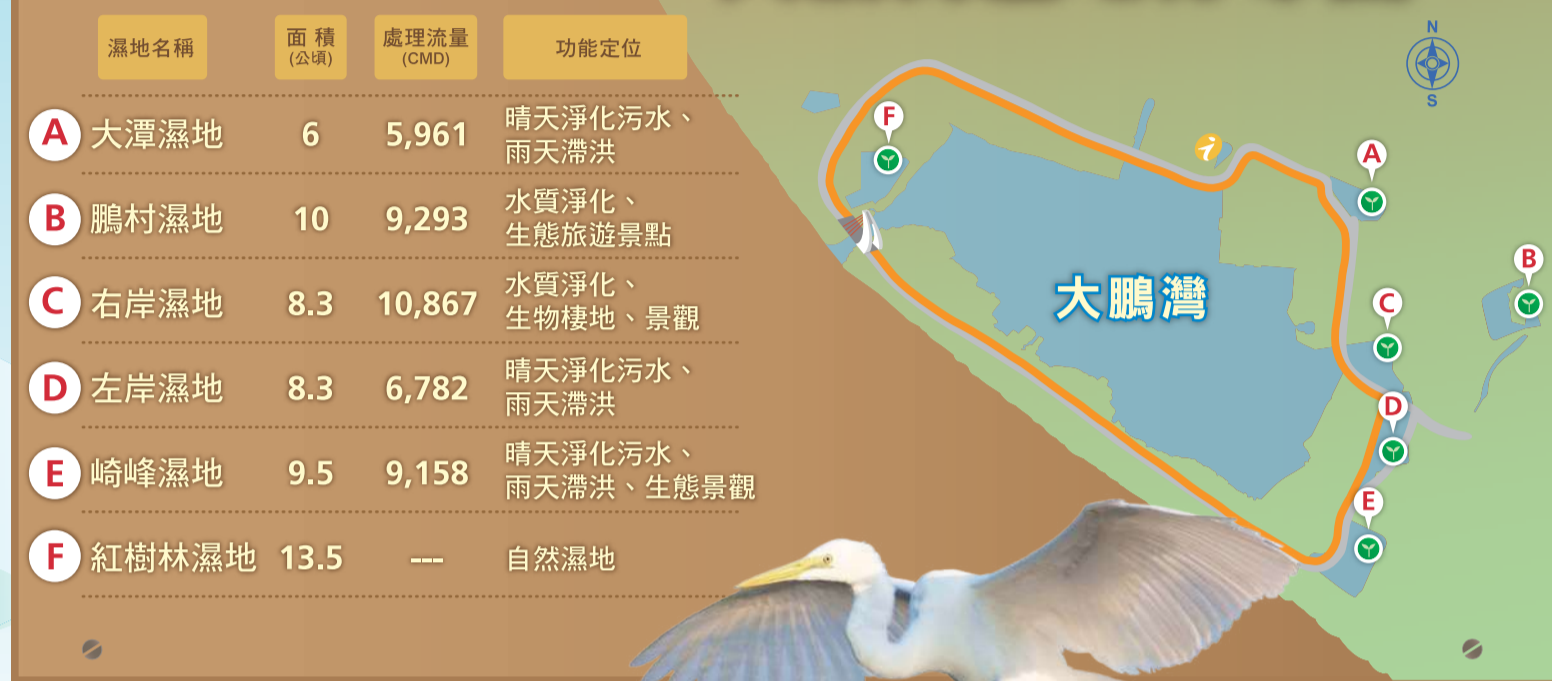 濕地名稱
面積
(公頃)
處理流量
(CMD)
功能定位
A 大潭濕地 6 5,961 晴天淨化污水、
雨天滯洪
B 鵬村濕地 10 9,293 水質淨化、
生態旅遊景點
C 右岸濕地 8.3 10,867 水質淨化、
生物棲地、景觀
D 左岸濕地 8.3 6,782 晴天淨化污水、
雨天滯洪
E 崎峰濕地 9.5 9,158 晴天淨化污水、
雨天滯洪、生態景觀
F 紅樹林濕地 13.5 --- 自然濕地
N
S
F
i
A
B
大鵬灣
C
D
E